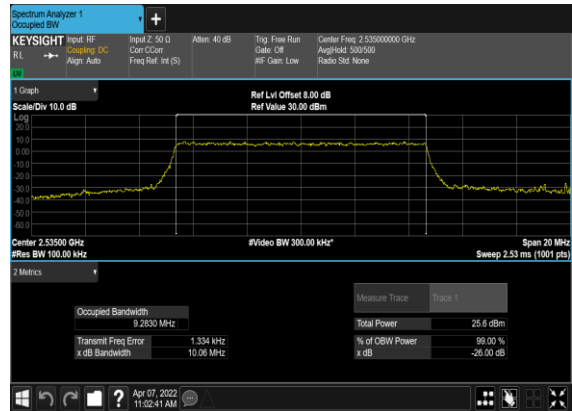 Spectrum Analyzer 1
Occupied BW
+
KEYSIGHT Input: RF Input Z: 50 Ω Atten: 40 dB Trig: Free Run Center Freq: 2.535000000 GHz
RL Coupling: DC Corr CCorr Gate: Off Avg|Hold: 500/500
Align: Auto Freq Ref: Int (S) #IF Gain: Low Radio Std: None
1 Graph
Scale/Div 10.0 dB
Ref Lvl Offset 8.00 dB
Ref Value 30.00 dBm
Log
20.0
10.0
0.00
-10.0
-20.0
-30.0
-40.0
-50.0
-60.0
Center 2.53500 GHz #Video BW 300.00 kHz* Span 20 MHz
#Res BW 100.00 kHz Sweep 2.53 ms (1001 pts)
2 Metrics
Measure Trace Trace 1
Occupied Bandwidth
9.2830 MHz
Total Power 25.6 dBm
Transmit Freq Error 1.334 kHz % of OBW Power 99.00 %
x dB Bandwidth 10.06 MHz x dB -26.00 dB
?
Apr 07, 2022
11:02:41 AM